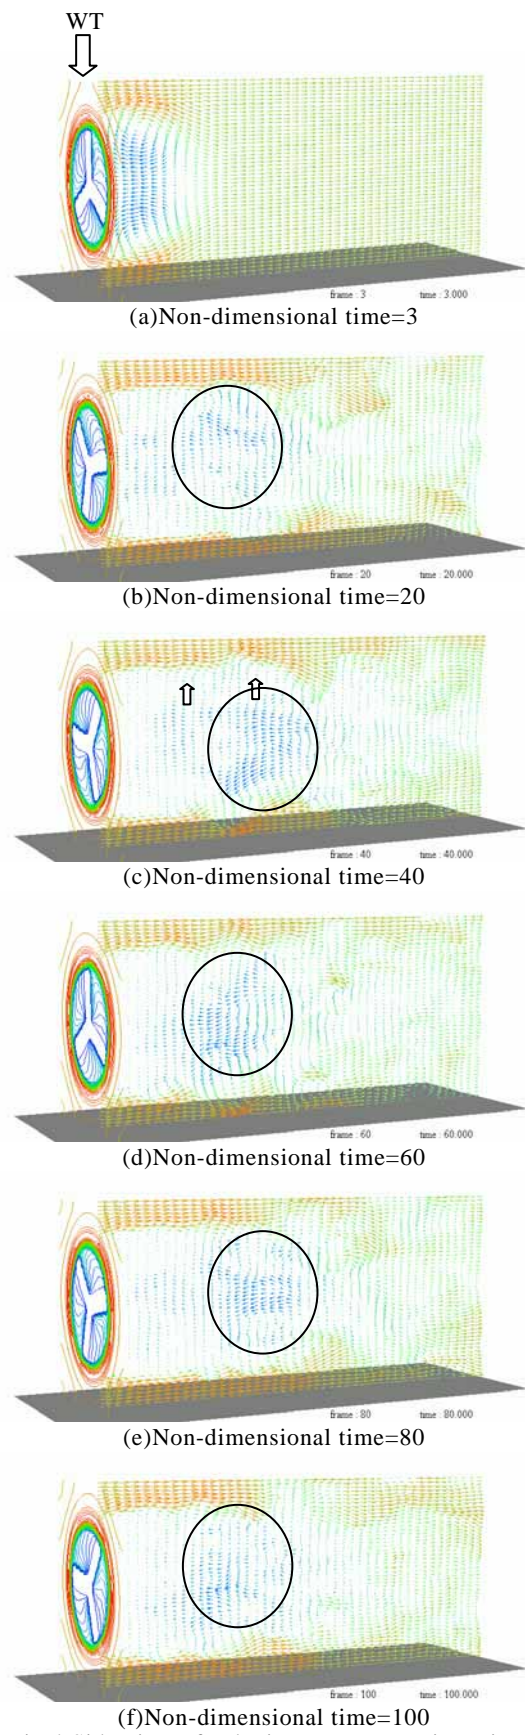 WT
frame : 3 time : 3.000
(a)Non-dimensional time=3
frame : 20 time : 20.000
(b)Non-dimensional time=20
frame : 40 time : 40.000
(c)Non-dimensional time=40
frame : 60 time : 60.000
(d)Non-dimensional time=60
frame : 80 time : 80.000
(e)Non-dimensional time=80
frame : 100 time : 100.000
(f)Non-dimensional time=100